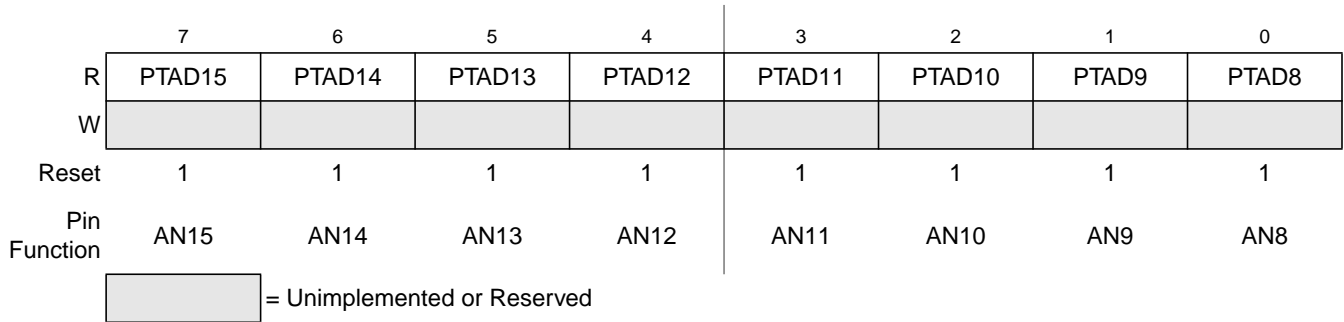 7 6 5 4 3 2 1 0
R PTAD15 PTAD14 PTAD13 PTAD12 PTAD11 PTAD10 PTAD9 PTAD8
W
Reset 1 1 1 1 1 1 1 1
Pin
Function AN15 AN14 AN13 AN12 AN11 AN10 AN9 AN8
= Unimplemented or Reserved